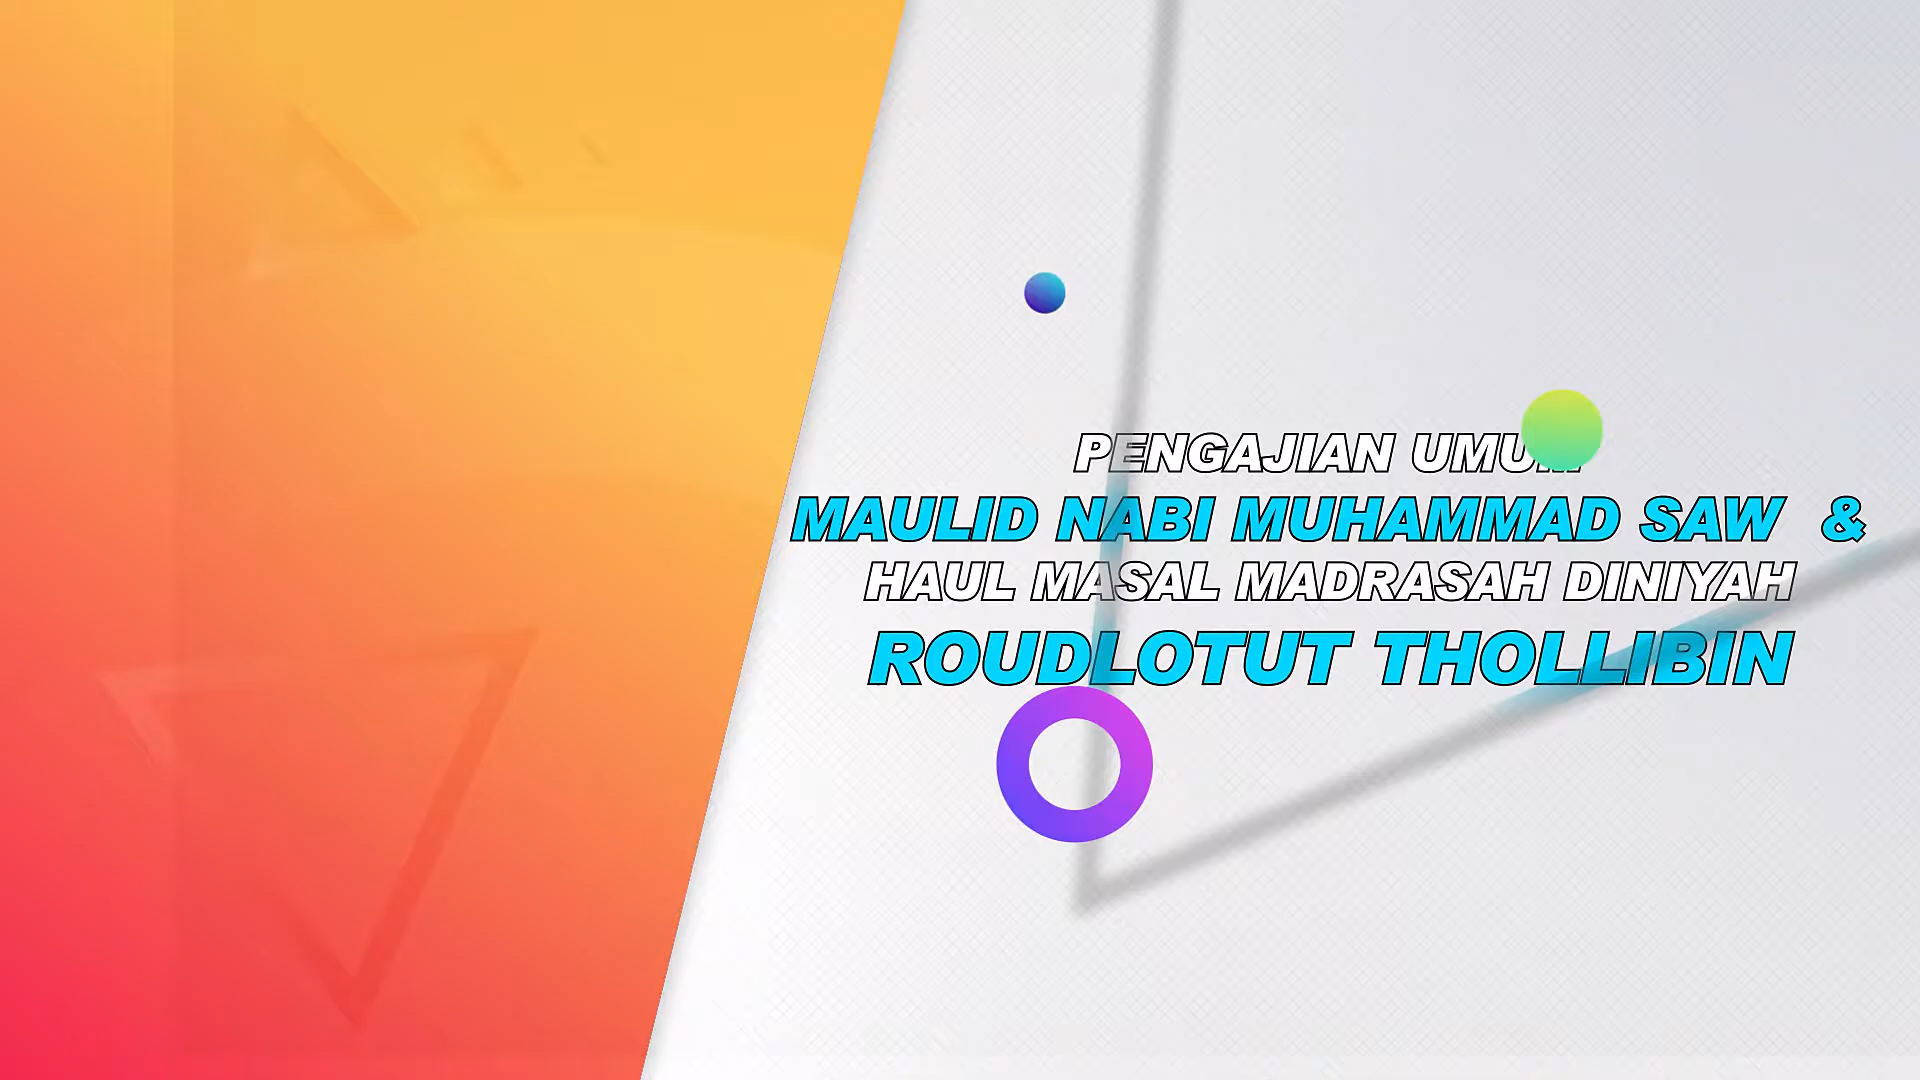 PENGAJIAN UMUM
MAULID NABI MUHAMMAD SAW &
HAUL MASAL MADRASAH DINIYAH
ROUDLOTUT THOLLIBIN